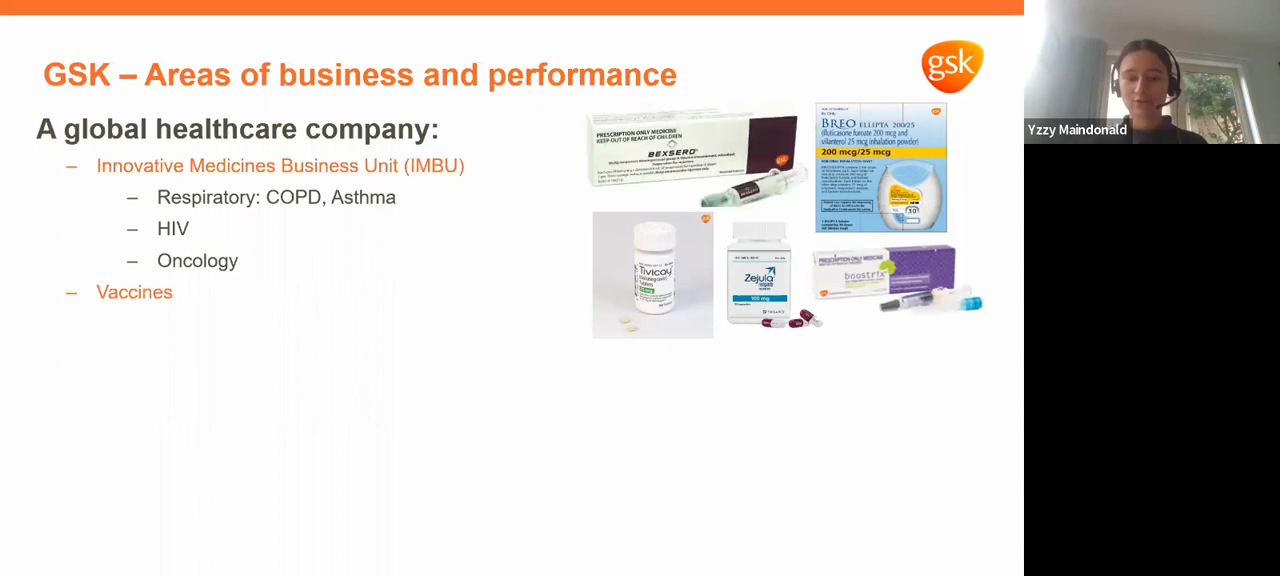 GSK – Areas of business and performance
gsk
A global healthcare company:
– Innovative Medicines Business Unit (IMBU)
– Respiratory: COPD, Asthma
– HIV
– Oncology
– Vaccines
PRESCRIPTION ONLY MEDICINE
KEEP OUT OF REACH OF CHILDREN
BEXSERO
BREO ELLIPTA 200/25
(fluticasone furoate 200 mcg and
vilanterol 25 mcg inhalation powder)
200 mcg/25 mcg
30
Tivicay
Tablets
Zejula
100 mg
PRESCRIPTION ONLY MEDICINE
boostrix
Yzzy Maindonald